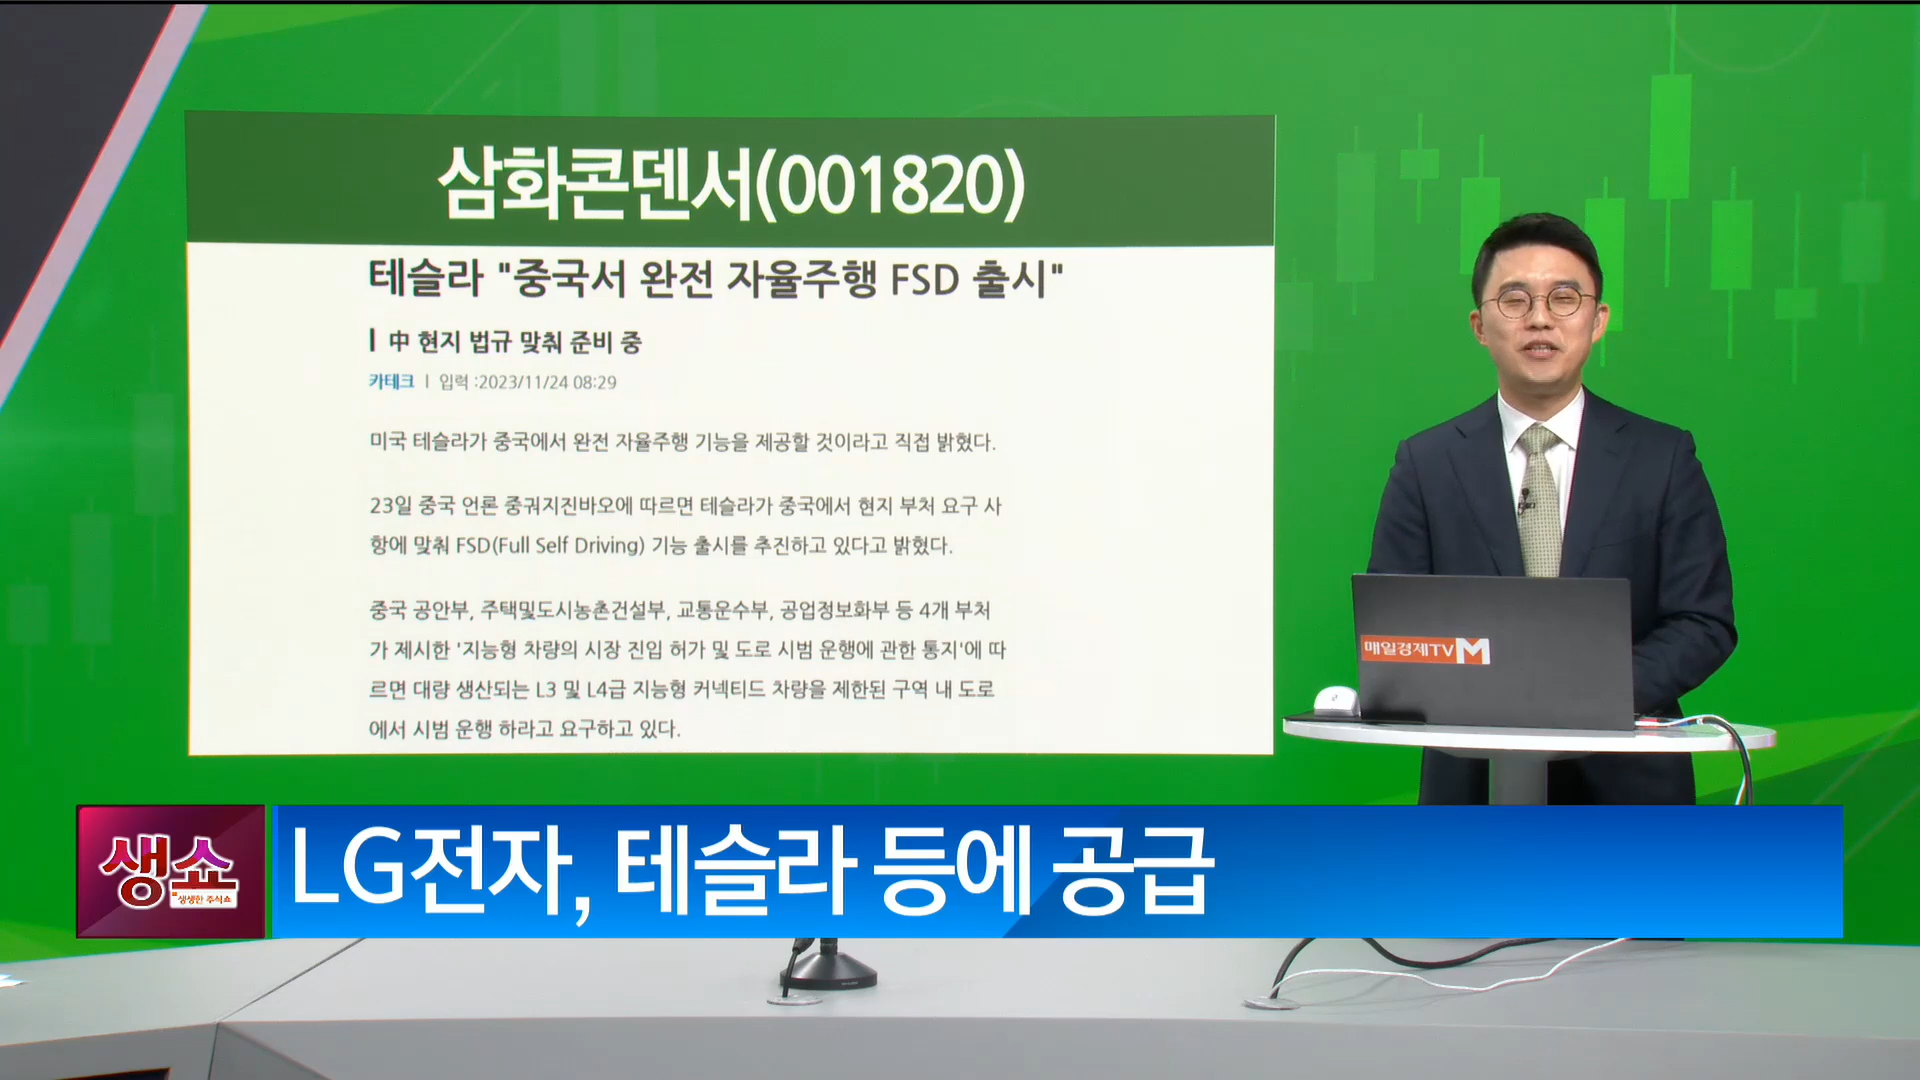 삼화콘덴서(001820)
테슬라 "중국서 완전 자율주행 FSD 출시"
┃ 中 현지 법규 맞춰 준비 중
카테크 ㅣ 입력 :2023/11/24 08:29
미국 테슬라가 중국에서 완전 자율주행 기능을 제공할 것이라고 직접 밝혔다.
23일 중국 언론 중궈지진바오에 따르면 테슬라가 중국에서 현지 부처 요구 사
항에 맞춰 FSD(Full Self Driving) 기능 출시를 추진하고 있다고 밝혔다.
중국 공안부, 주택및도시농촌건설부, 교통운수부, 공업정보화부 등 4개 부처
가 제시한 '지능형 차량의 시장 진입 허가 및 도로 시범 운행에 관한 통지'에 따
르면 대량 생산되는 L3 및 L4급 지능형 커넥티드 차량을 제한된 구역 내 도로
에서 시범 운행 하라고 요구하고 있다.
매일경제TV M
2
생쇼
생생한 주식쇼
LG전자, 테슬라 등에 공급